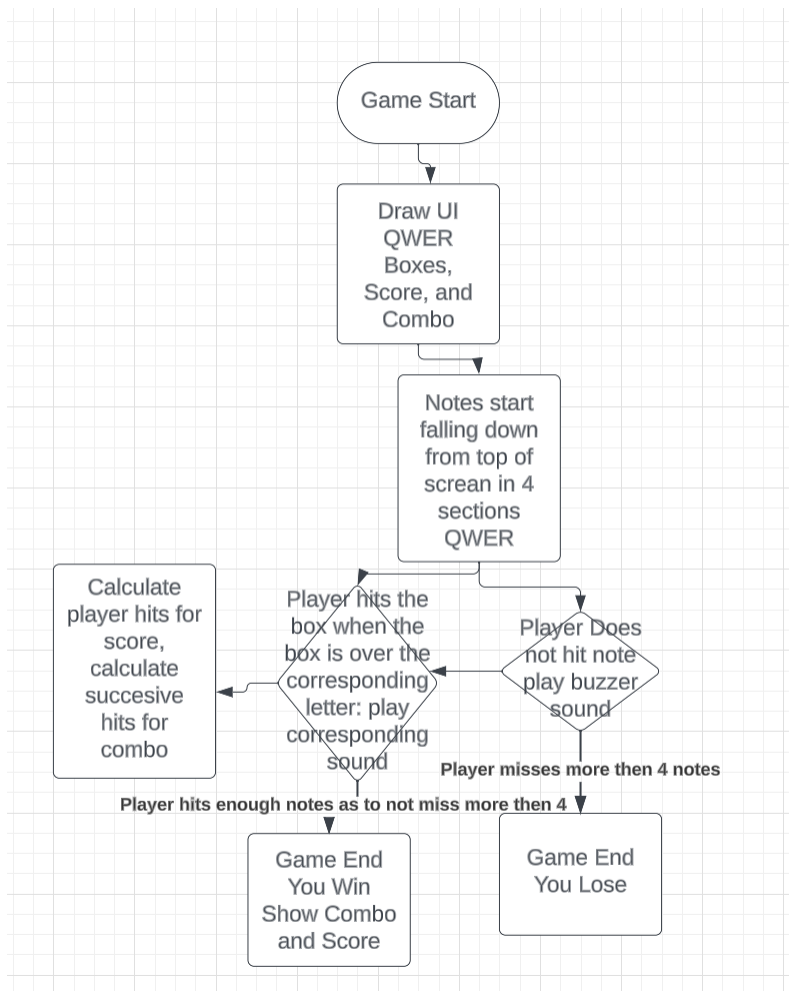 Game Start
Draw UI
QWER
Boxes,
Score, and
Combo
Notes start
falling down
from top of
screan in 4
sections
QWER
Calculate
player hits for
score,
calculate
succesive
hits for
combo
Player hits the
box when the
box is over the
corresponding
letter: play
corresponding
sound
Player Does
not hit note
play buzzer
sound
Player misses more then 4 notes
Player hits enough notes as to not miss more then 4
Game End
You Win
Show Combo
and Score
Game End
You Lose